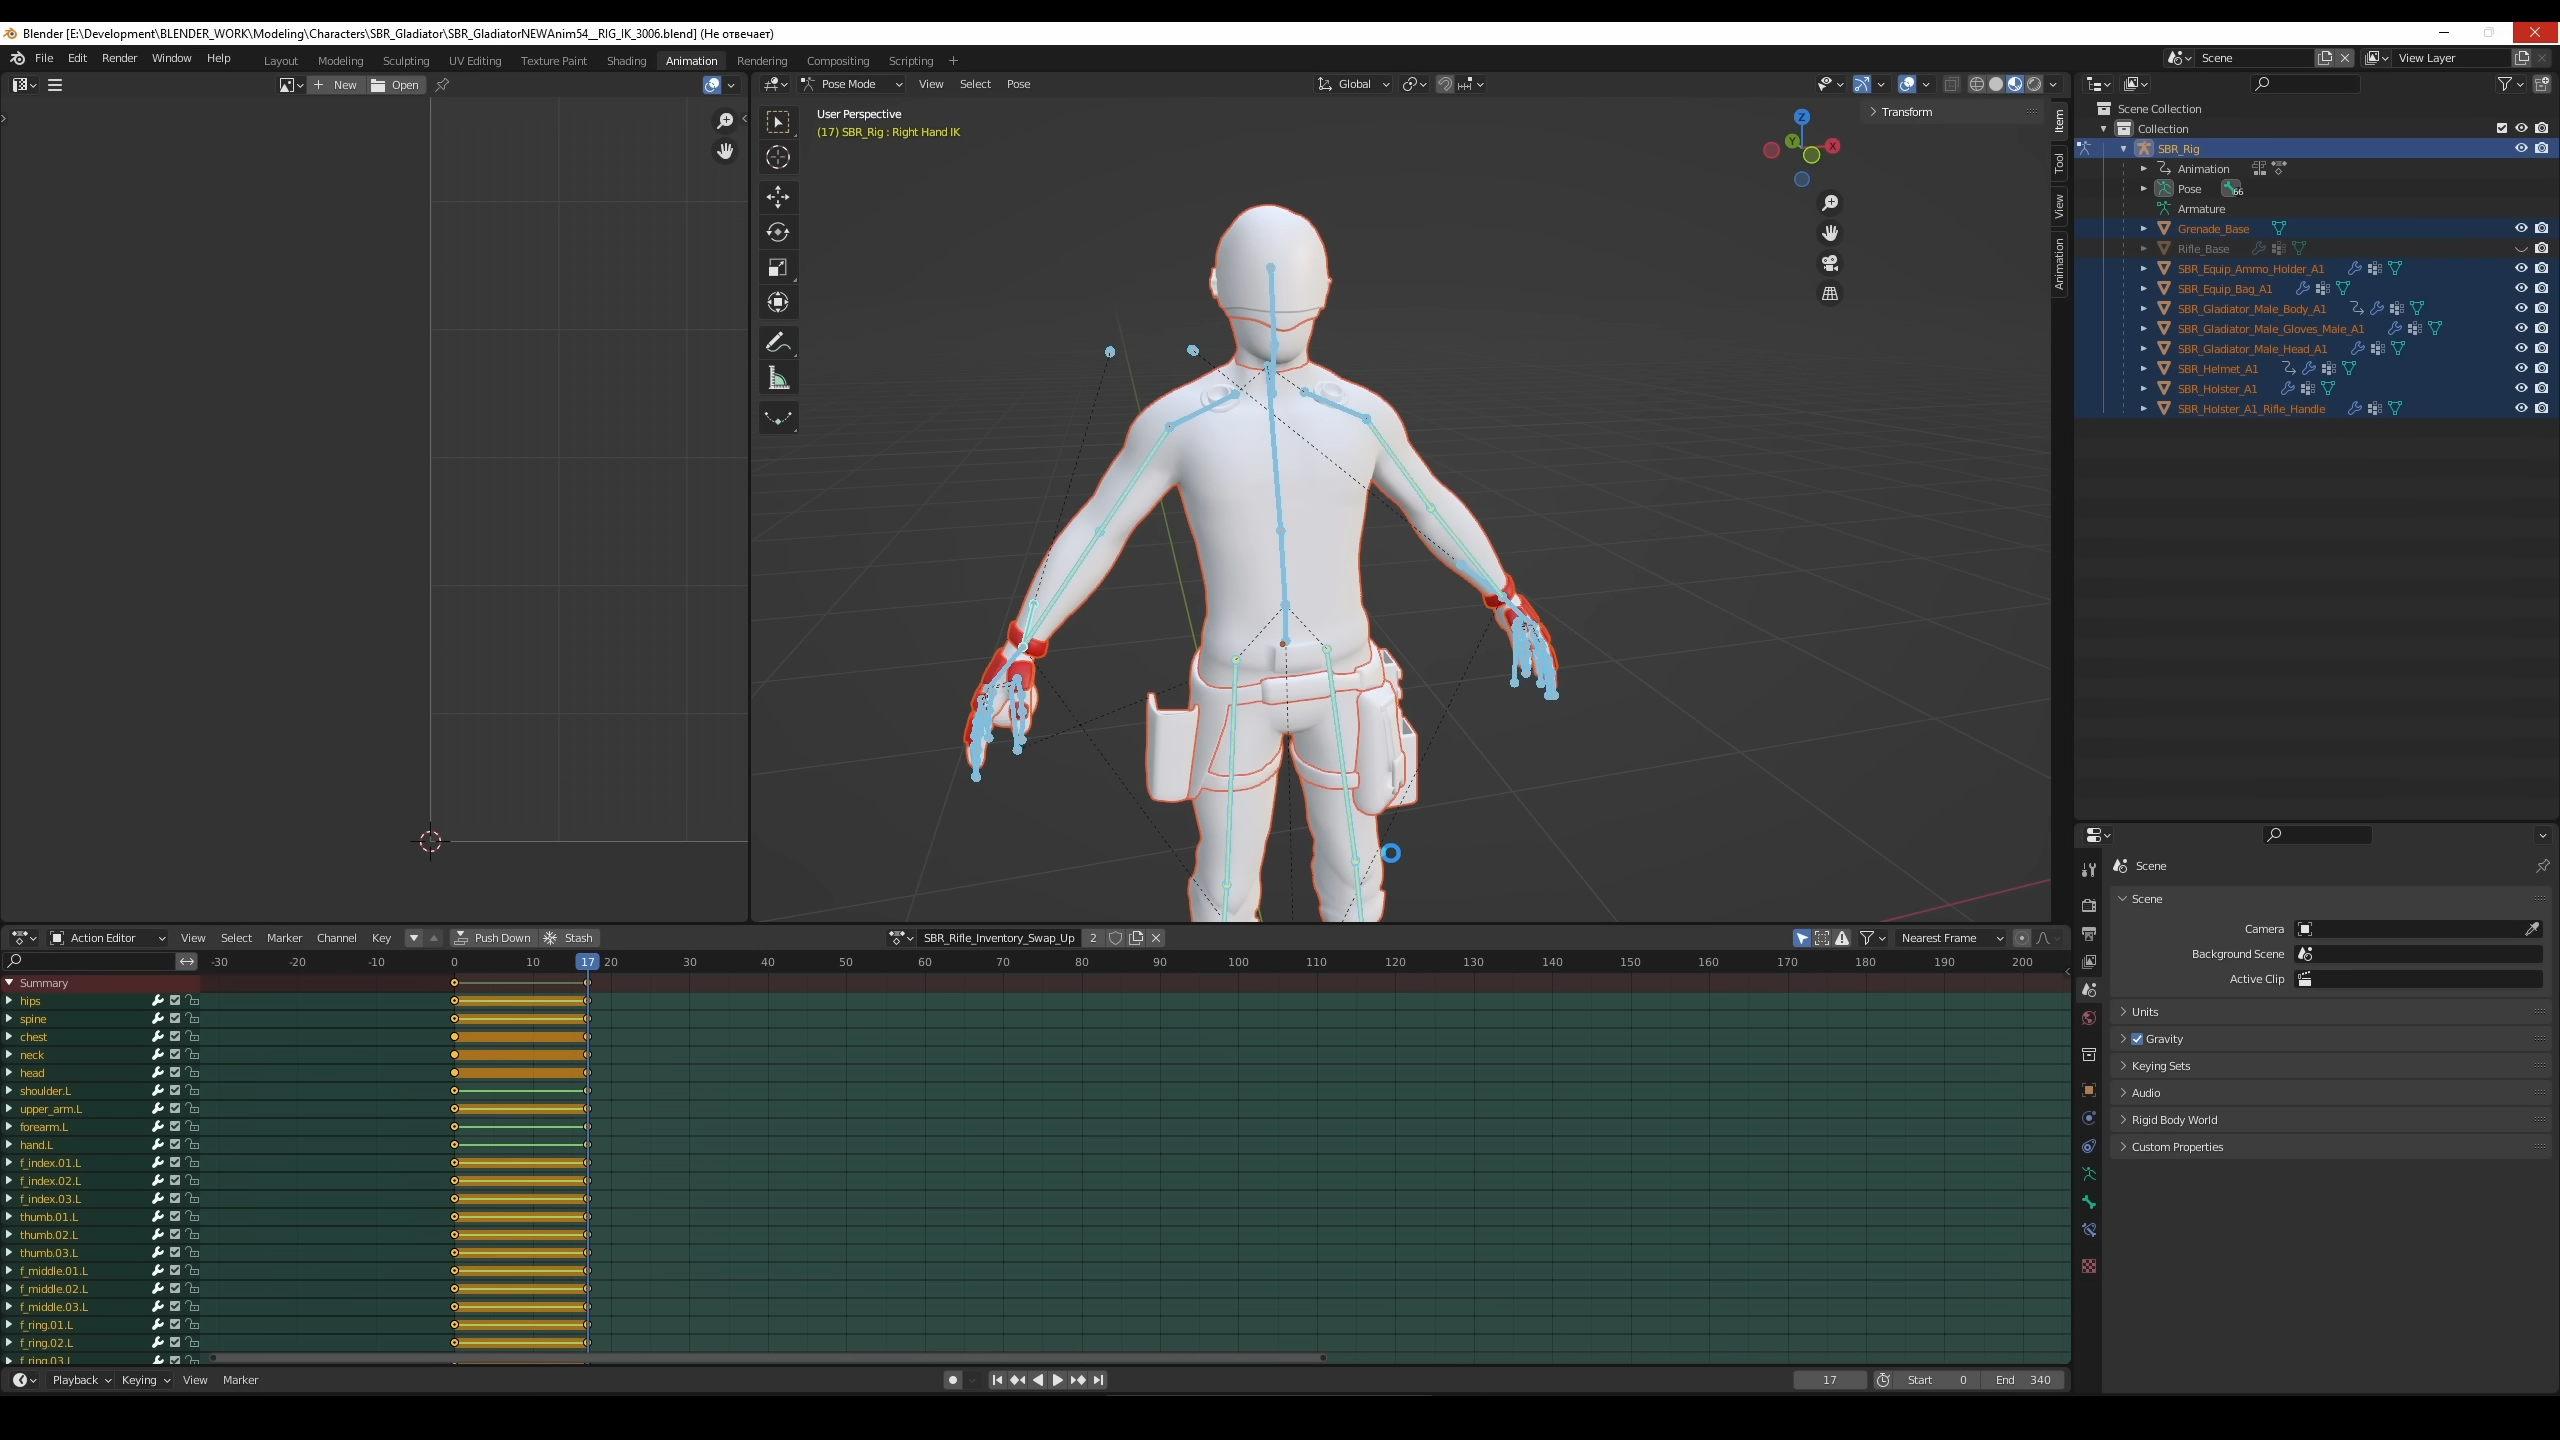 Blender [E:\Development\BLENDER_WORK\Modeling\Characters\SBR_Gladiator\SBR_GladiatorNEWAnim54__RIG_IK_3006.blend] (Не отвечает)
File Edit Render Window Help Layout Modeling Sculpting UV Editing Texture Paint Shading Animation Rendering Compositing Scripting + Scene View Layer
New Open Pose Mode View Select Pose Global
User Perspective
(17) SBR_Rig : Right Hand IK
Transform
Z
Y
X
Item
Tool
View
Animation
Scene Collection
Collection
SBR_Rig
Animation
Pose 66
Armature
Grenade_Base
Rifle_Base
SBR_Equip_Ammo_Holder_A1
SBR_Equip_Bag_A1
SBR_Gladiator_Male_Body_A1
SBR_Gladiator_Male_Gloves_Male_A1
SBR_Gladiator_Male_Head_A1
SBR_Helmet_A1
SBR_Holster_A1
SBR_Holster_A1_Rifle_Handle
Scene
Scene
Camera
Background Scene
Active Clip
Units
Gravity
Keying Sets
Audio
Rigid Body World
Custom Properties
Action Editor View Select Marker Channel Key Push Down Stash SBR_Rifle_Inventory_Swap_Up 2 Nearest Frame
-30 -20 -10 0 10 17 20 30 40 50 60 70 80 90 100 110 120 130 140 150 160 170 180 190 200
Summary
hips
spine
chest
neck
head
shoulder.L
upper_arm.L
forearm.L
hand.L
f_index.01.L
f_index.02.L
f_index.03.L
thumb.01.L
thumb.02.L
thumb.03.L
f_middle.01.L
f_middle.02.L
f_middle.03.L
f_ring.01.L
f_ring.02.L
f_ring.03.L
Playback Keying View Marker 17 Start 0 End 340